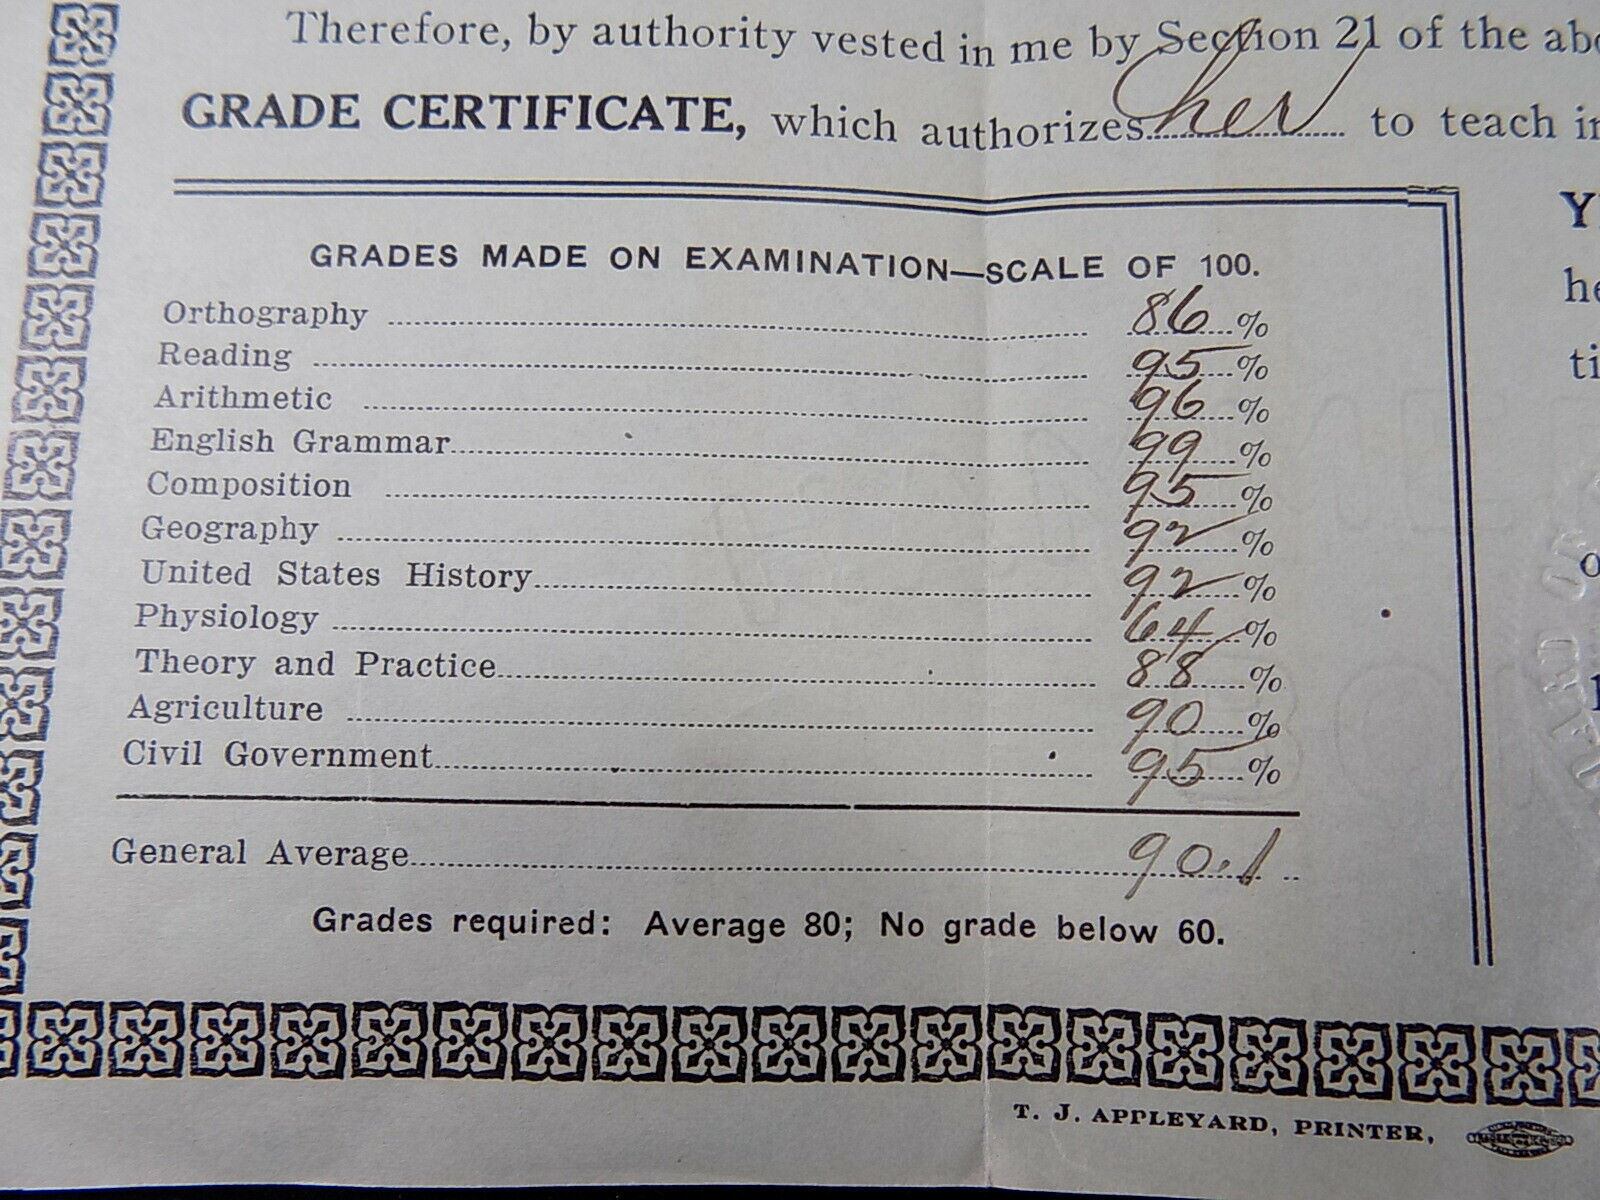 Therefore, by authority vested in me by Section 21 of the abo
GRADE CERTIFICATE, which authorizes her to teach in
GRADES MADE ON EXAMINATION—SCALE OF 100.
Orthography 86 %
Reading 95 %
Arithmetic 96 %
English Grammar 99 %
Composition 95 %
Geography 92 %
United States History 92 %
Physiology 64 %
Theory and Practice 88 %
Agriculture 90 %
Civil Government 95 %
General Average 90.1
Grades required: Average 80; No grade below 60.
T. J. APPLEYARD, PRINTER,